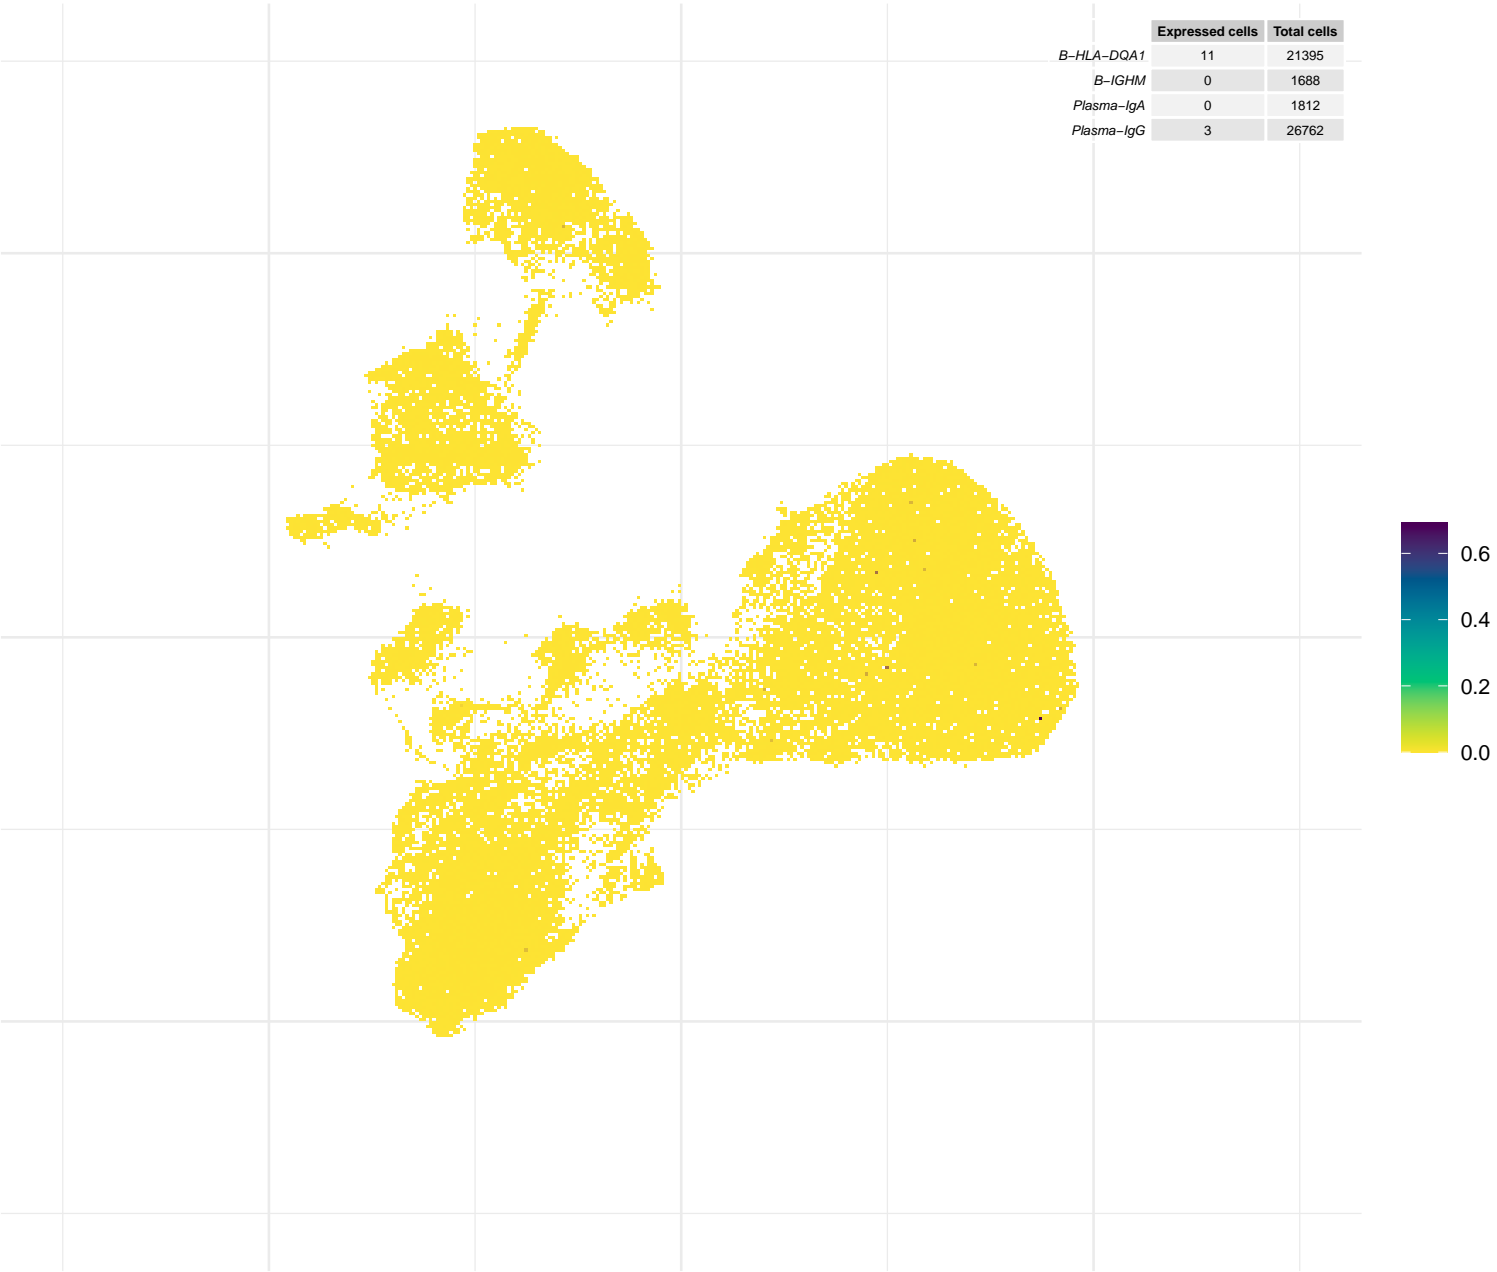 Expressed cells Total cells
B−HLA−DQA1 11 21395
B−IGHM 0 1688
Plasma−IgA 0 1812
Plasma−IgG 3 26762
0.6
0.4
0.2
0.0